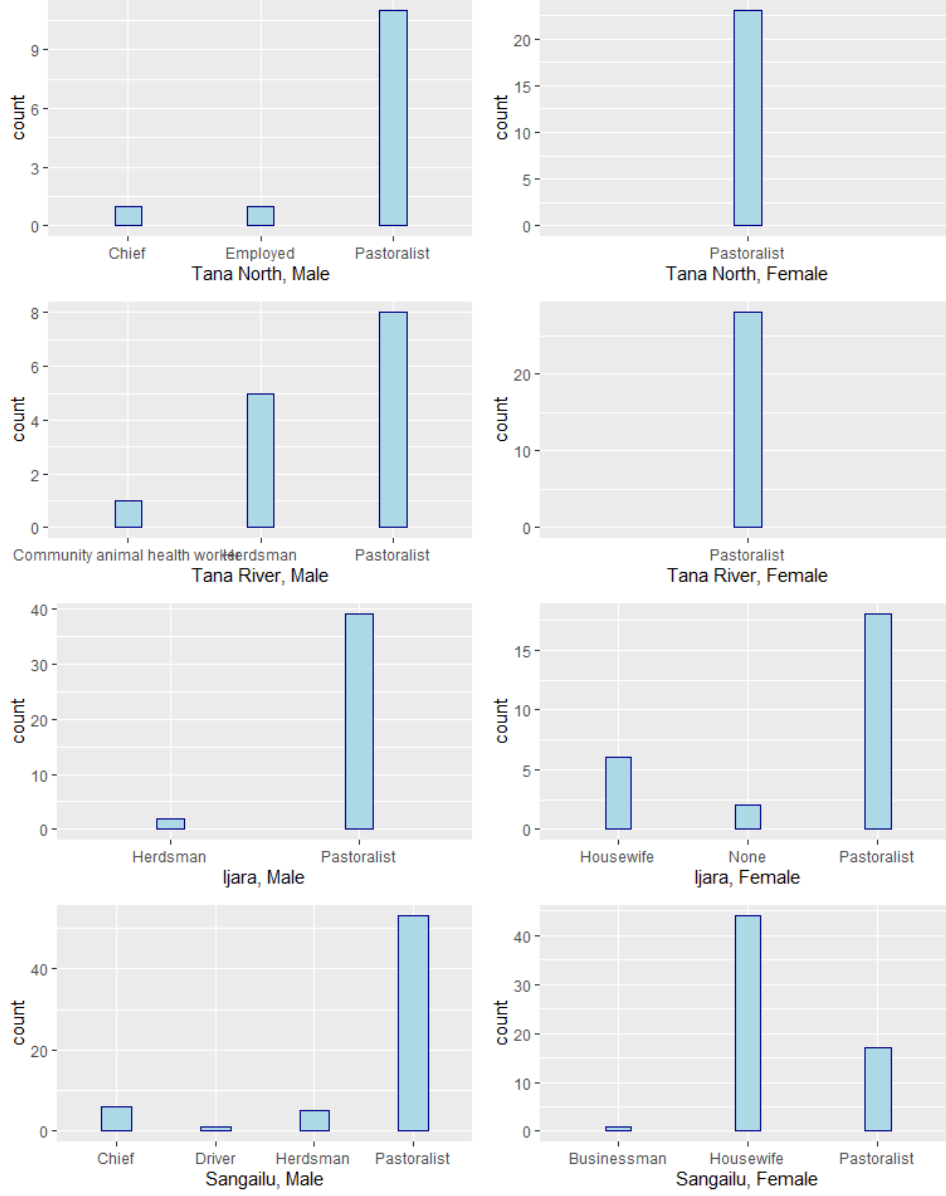 count
9
6
3
0
Chief Employed Pastoralist
Tana North, Male
count
20
15
10
5
0
Pastoralist
Tana North, Female
count
8
6
4
2
0
Community animal health worker Herdsman Pastoralist
Tana River, Male
count
20
10
0
Pastoralist
Tana River, Female
count
40
30
20
10
0
Herdsman Pastoralist
Ijara, Male
count
15
10
5
0
Housewife None Pastoralist
Ijara, Female
count
40
20
0
Chief Driver Herdsman Pastoralist
Sangailu, Male
count
40
30
20
10
0
Businessman Housewife Pastoralist
Sangailu, Female